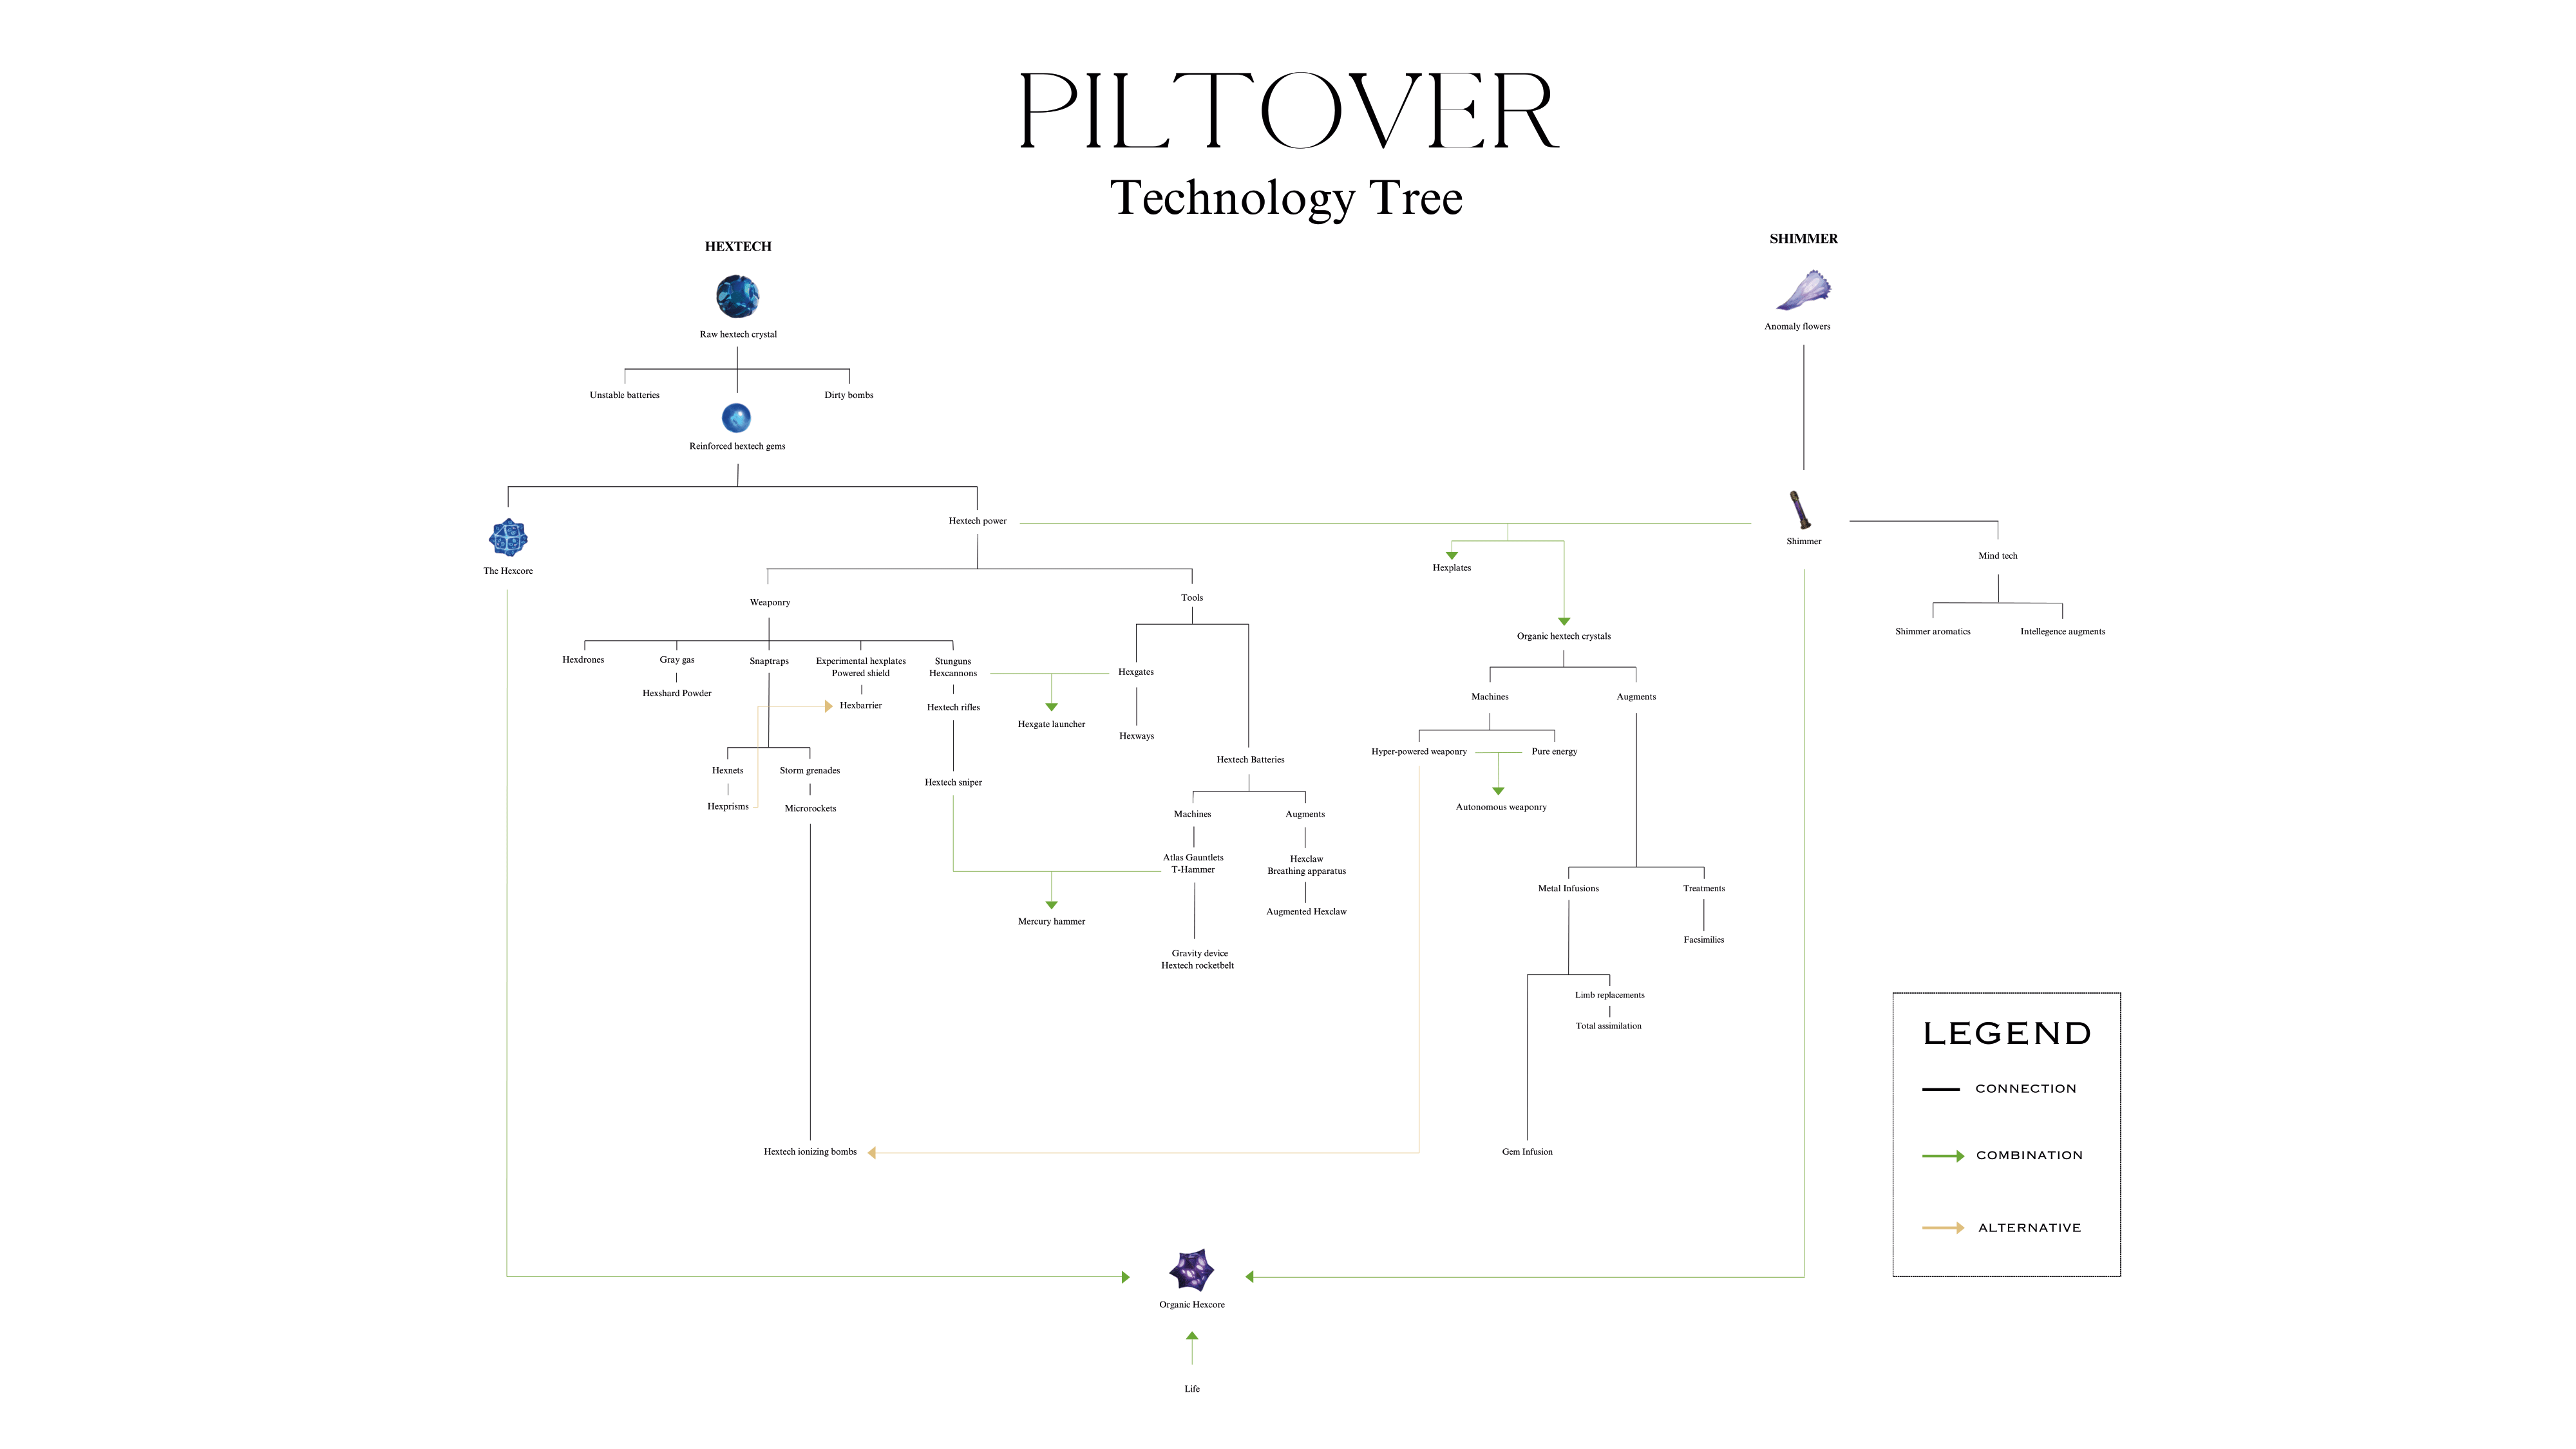 PILTOVER
Technology Tree
HEXTECH
SHIMMER
Raw hextech crystal
Anomaly flowers
Unstable batteries
Dirty bombs
Reinforced hextech gems
Hextech power
Shimmer
The Hexcore
Mind tech
Hexplates
Weaponry
Tools
Shimmer aromatics
Intellegence augments
Organic hextech crystals
Hexdrones
Gray gas
Snaptraps
Experimental hexplates
Powered shield
Stunguns
Hexcannons
Hexgates
Hexshard Powder
Hexbarrier
Hextech rifles
Hexgate launcher
Hexways
Machines
Augments
Hyper-powered weaponry
Pure energy
Hextech Batteries
Hexnets
Storm grenades
Hextech sniper
Hexprisms
Microrockets
Autonomous weaponry
Machines
Augments
Atlas Gauntlets
T-Hammer
Hexclaw
Breathing apparatus
Metal Infusions
Treatments
Mercury hammer
Augmented Hexclaw
Facsimilies
Gravity device
Hextech rocketbelt
Limb replacements
Total assimilation
LEGEND
CONNECTION
COMBINATION
ALTERNATIVE
Hextech ionizing bombs
Gem Infusion
Organic Hexcore
Life